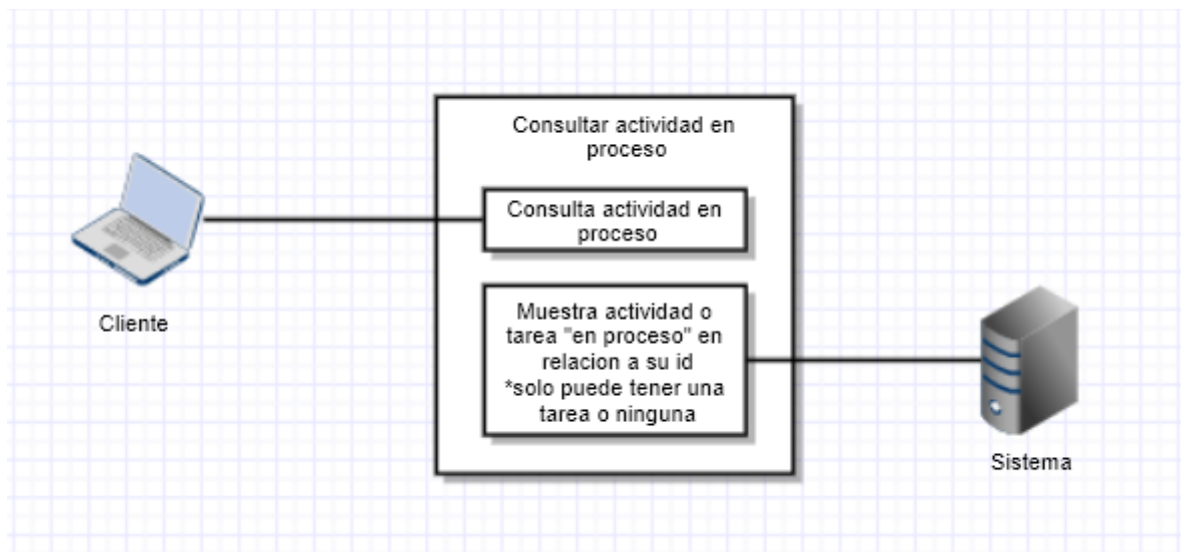 Consultar actividad en
proceso
Consulta actividad en
proceso
Cliente
Muestra actividad o
tarea "en proceso" en
relacion a su id
*solo puede tener una
tarea o ninguna
Sistema